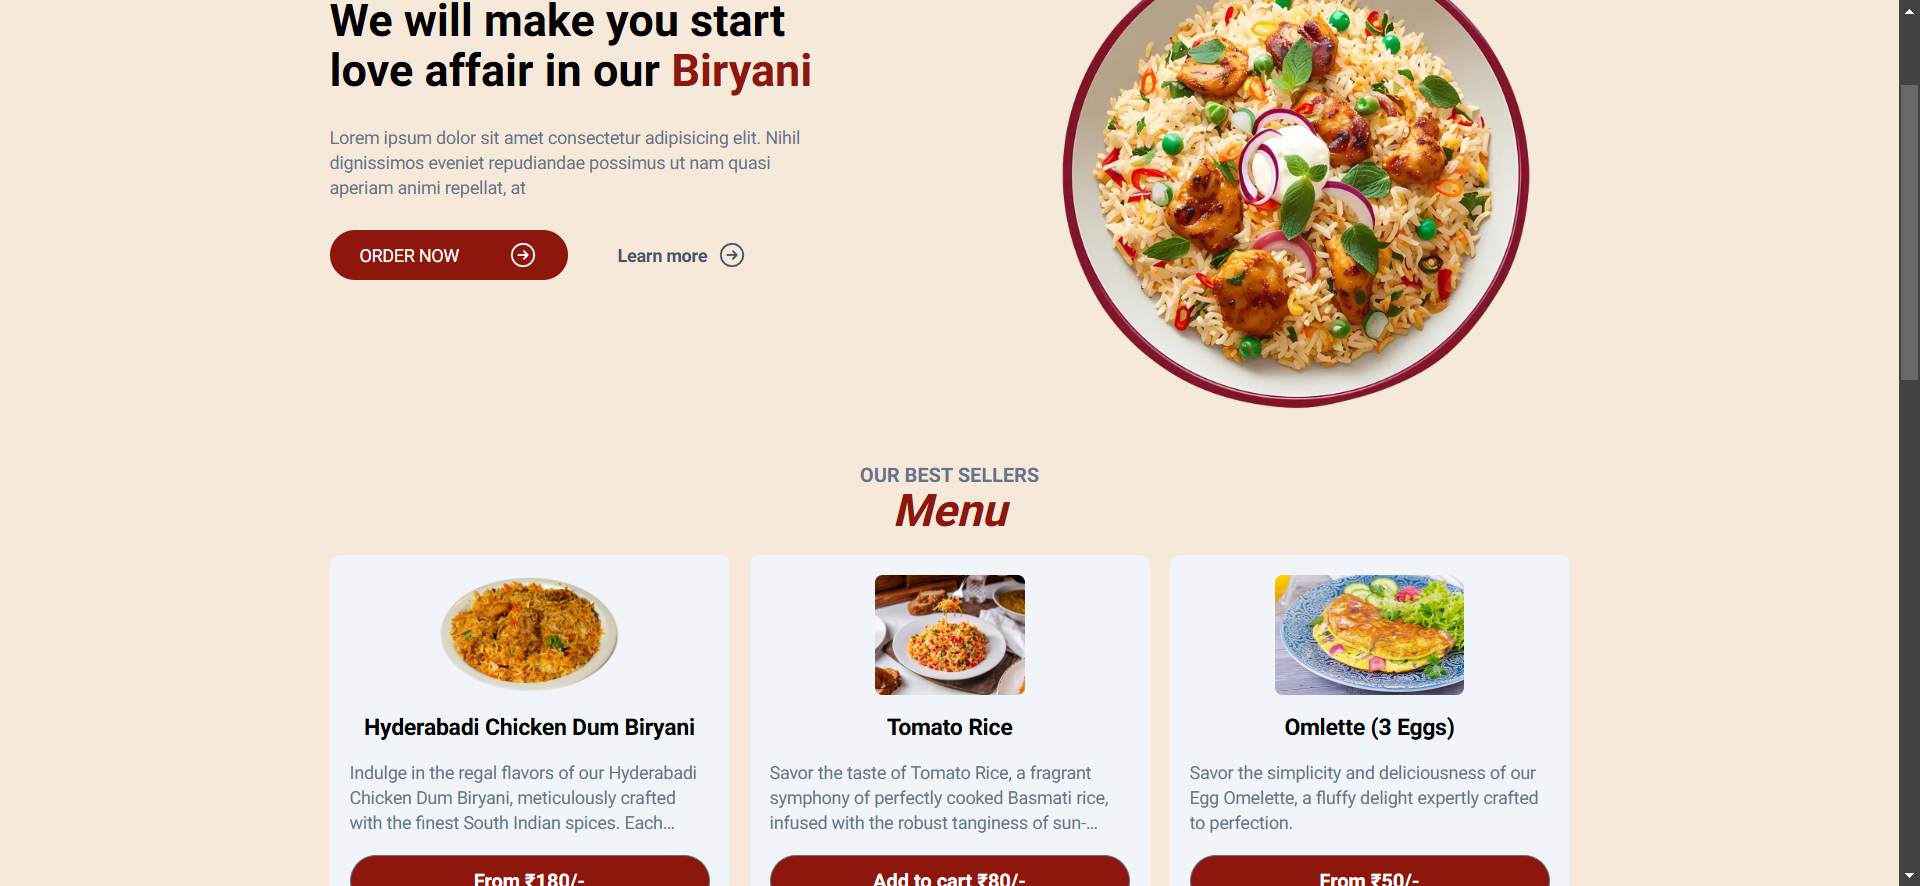 We will make you start
love affair in our Biryani
Lorem ipsum dolor sit amet consectetur adipisicing elit. Nihil
dignissimos eveniet repudiandae possimus ut nam quasi
aperiam animi repellat, at
ORDER NOW
Learn more
OUR BEST SELLERS
Menu
Hyderabadi Chicken Dum Biryani
Indulge in the regal flavors of our Hyderabadi
Chicken Dum Biryani, meticulously crafted
with the finest South Indian spices. Each...
From ₹180/-
Tomato Rice
Savor the taste of Tomato Rice, a fragrant
symphony of perfectly cooked Basmati rice,
infused with the robust tanginess of sun-...
Add to cart ₹80/-
Omlette (3 Eggs)
Savor the simplicity and deliciousness of our
Egg Omelette, a fluffy delight expertly crafted
to perfection.
From ₹50/-